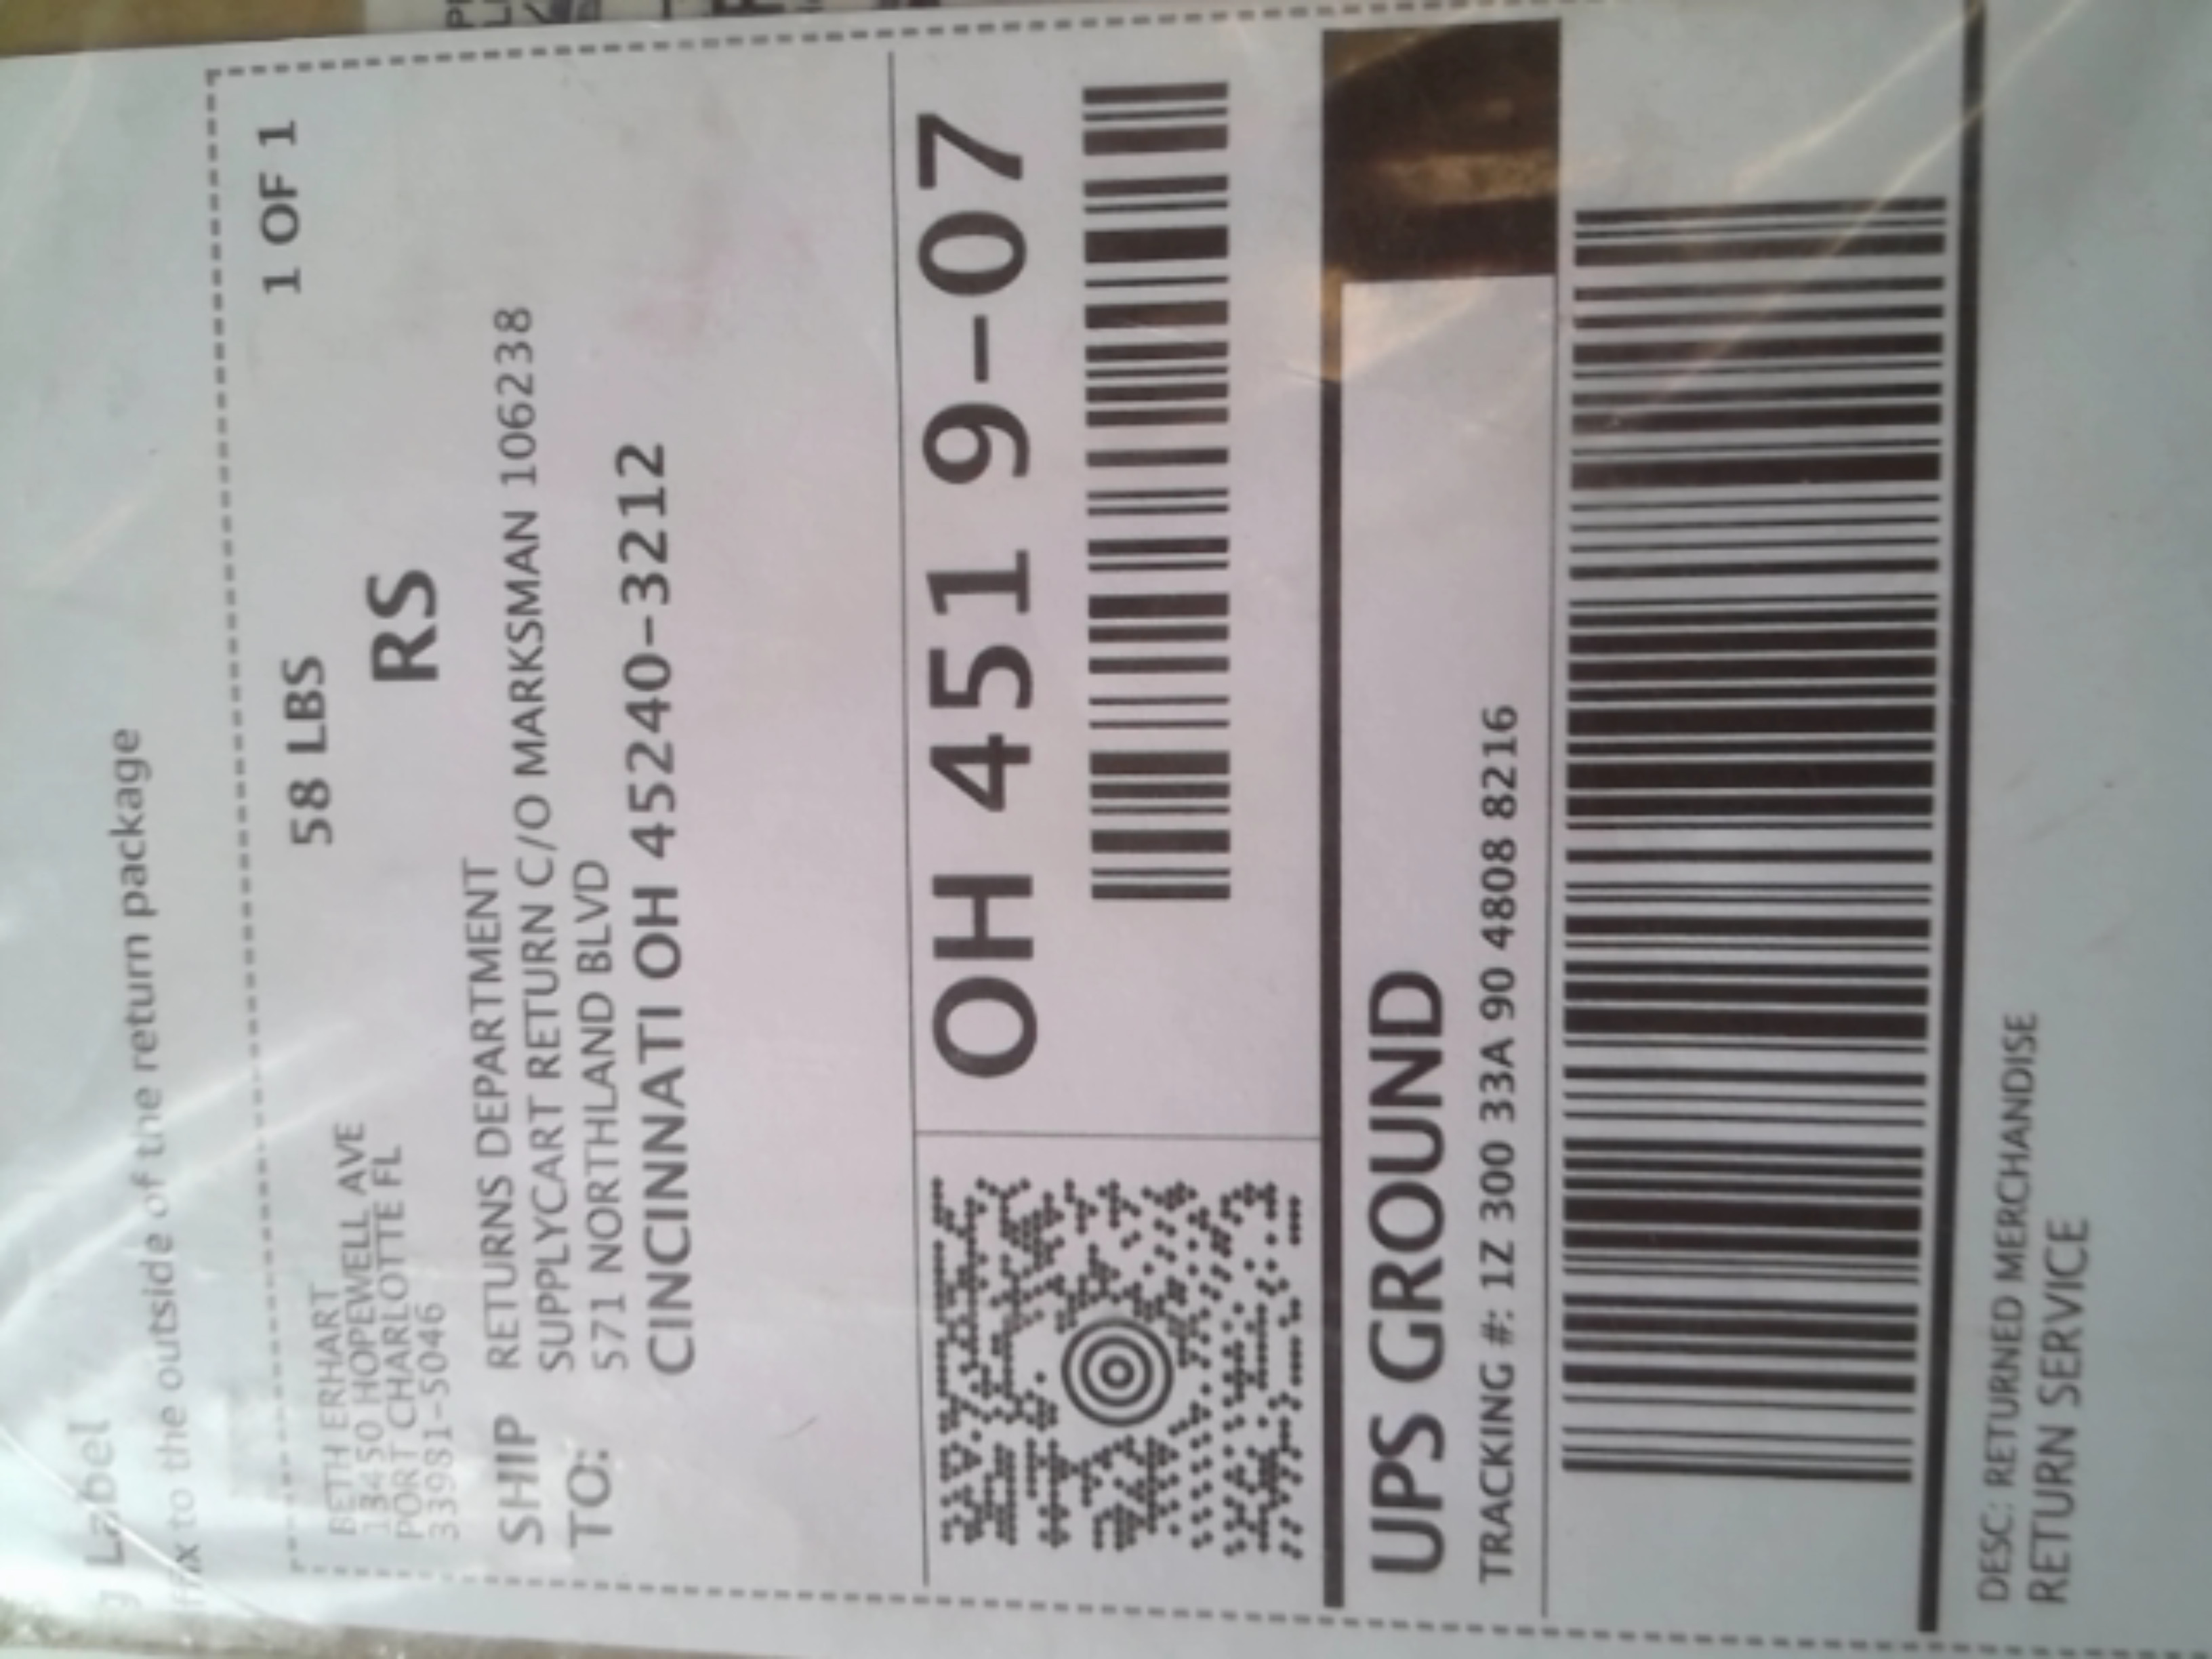 g Label
ffix to the outside of the return package
58 LBS 1 OF 1
BETH ERHART
13450 HOPEWELL AVE
PORT CHARLOTTE FL
33981-5046
RS
SHIP TO: RETURNS DEPARTMENT
SUPPLYCART RETURN C/O MARKSMAN 106238
571 NORTHLAND BLVD
CINCINNATI OH 45240-3212
OH 451 9-07
UPS GROUND
TRACKING #: 1Z 300 33A 90 4808 8216
DESC: RETURNED MERCHANDISE
RETURN SERVICE